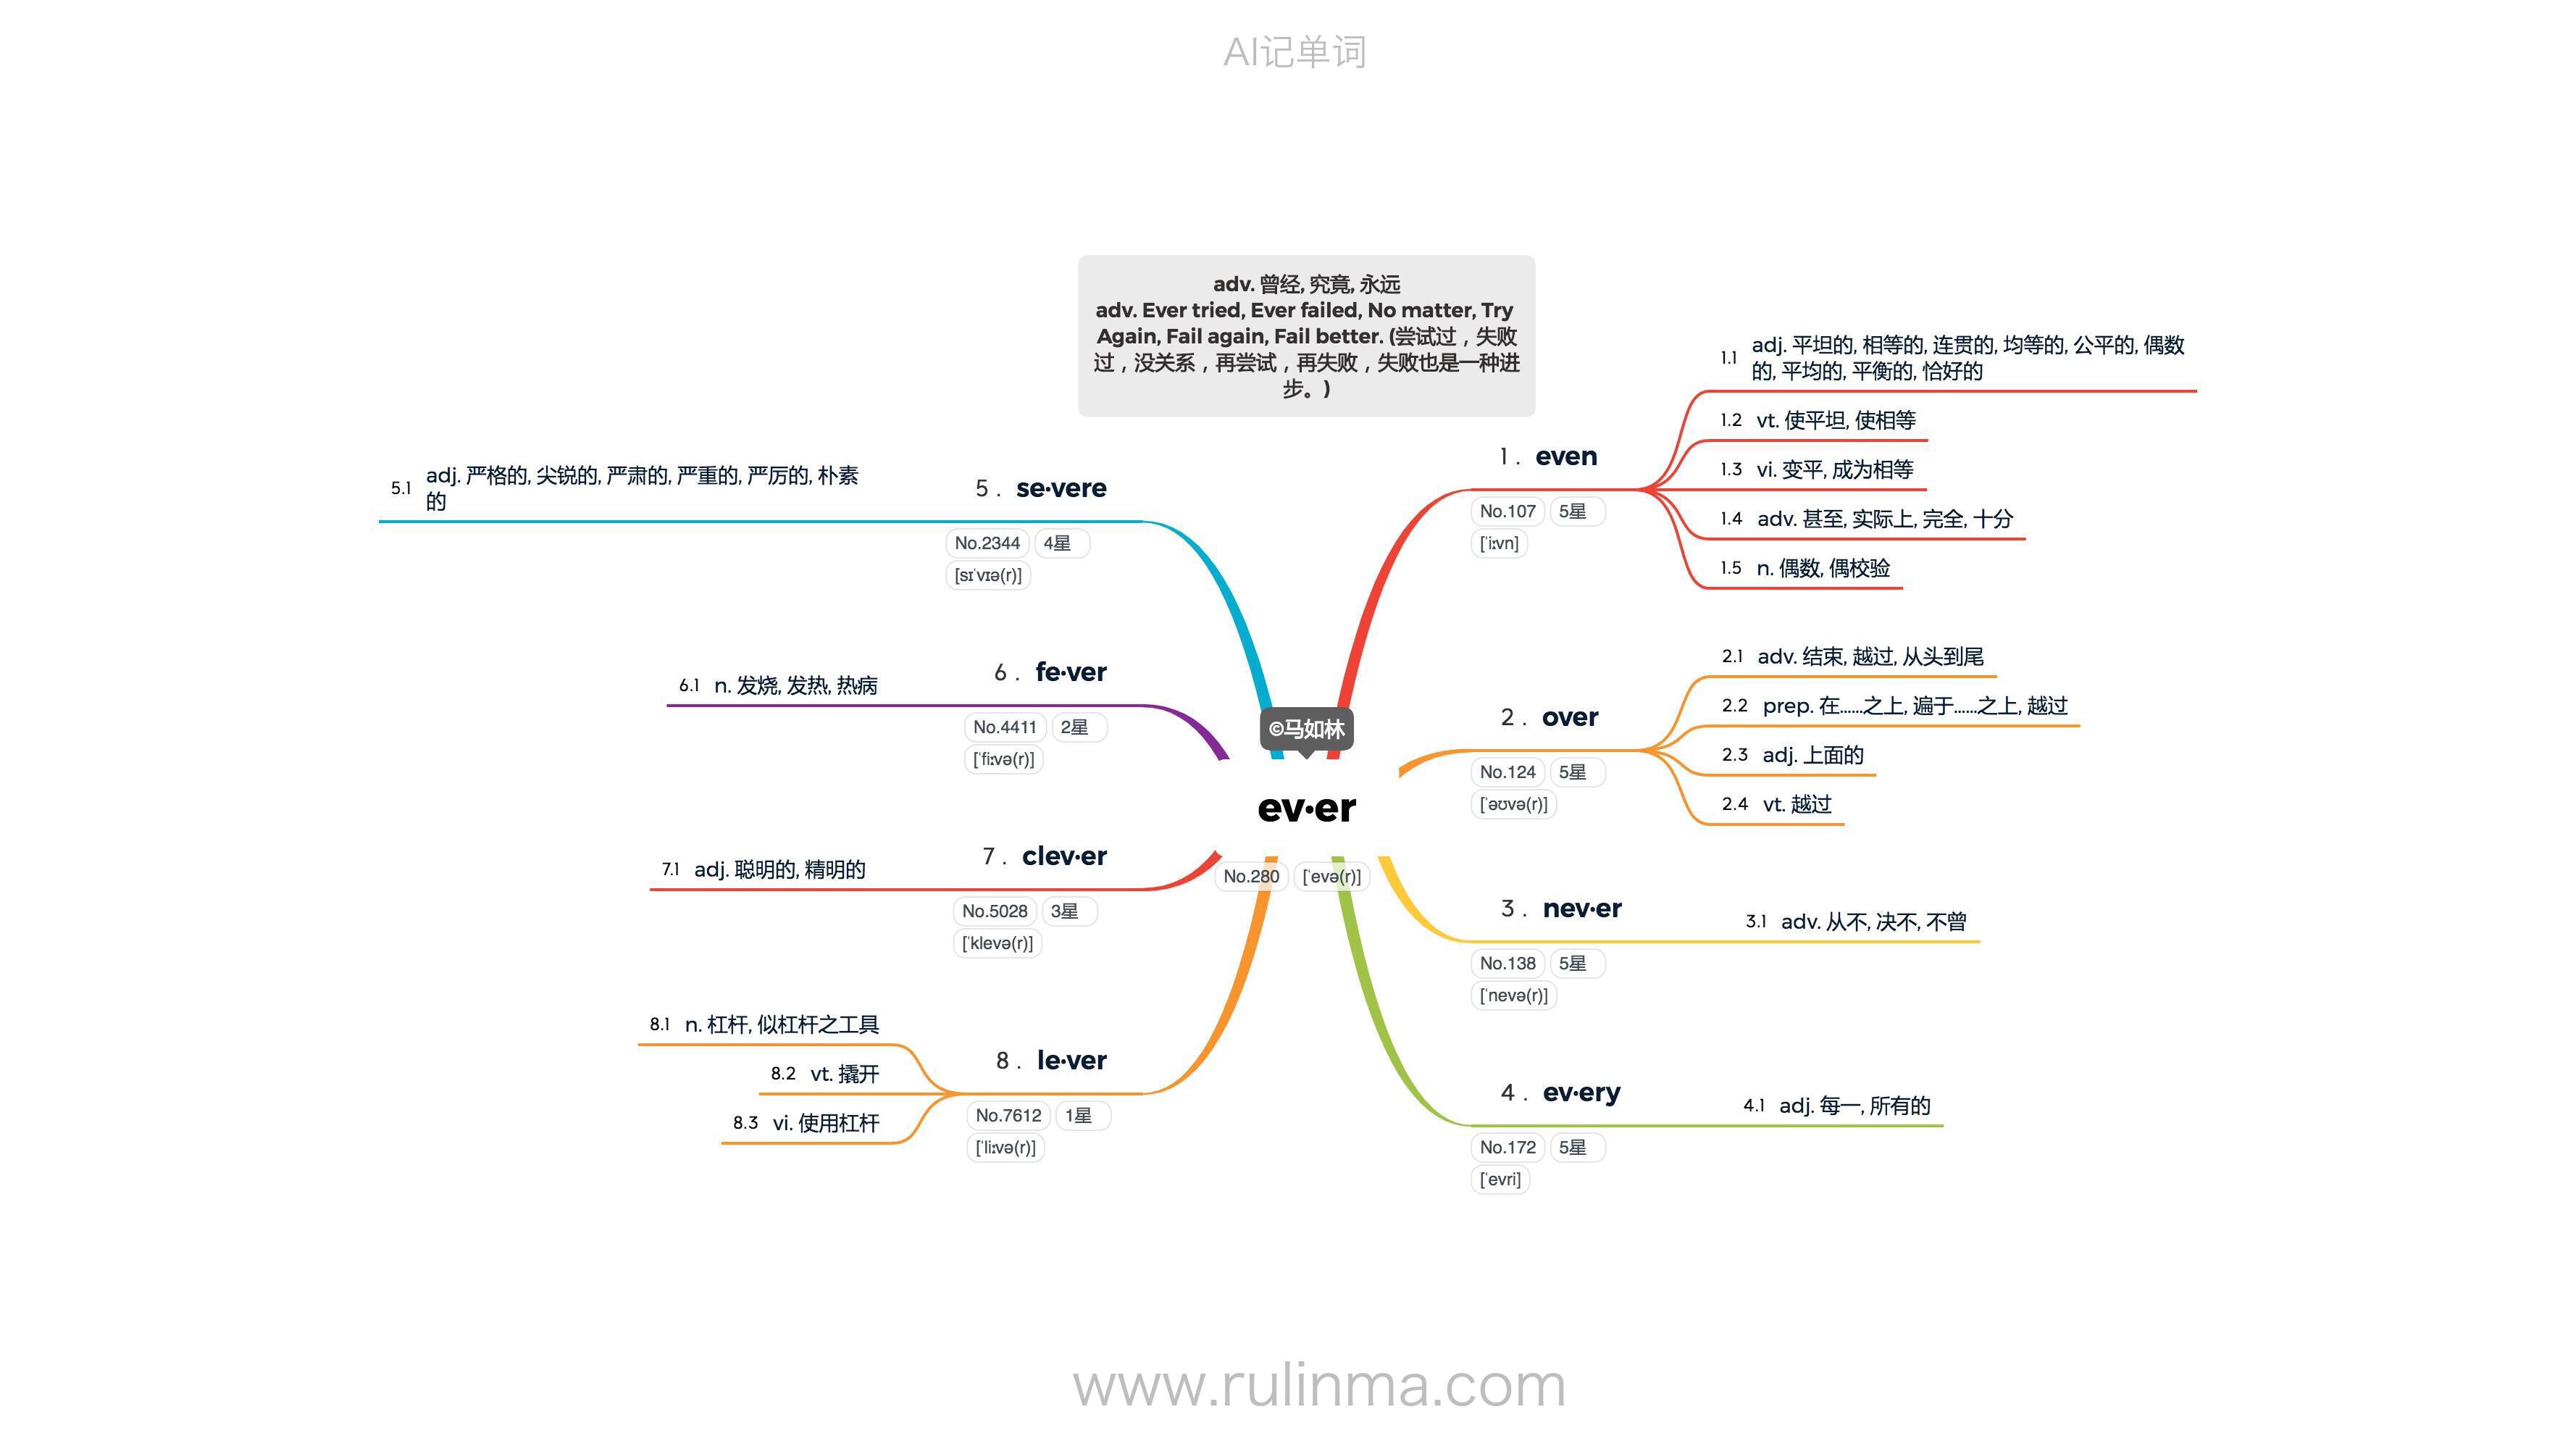 AI记单词
adv. 曾经, 究竟, 永远
adv. Ever tried, Ever failed, No matter, Try
Again, Fail again, Fail better. (尝试过，失败
过，没关系，再尝试，再失败，失败也是一种进
步。)
©马如林
ev·er
No.280 [ˈevə(r)]
1. even
No.107 5星
[ˈiːvn]
1.1 adj. 平坦的, 相等的, 连贯的, 均等的, 公平的, 偶数
的, 平均的, 平衡的, 恰好的
1.2 vt. 使平坦, 使相等
1.3 vi. 变平, 成为相等
1.4 adv. 甚至, 实际上, 完全, 十分
1.5 n. 偶数, 偶校验
2. over
No.124 5星
[ˈəʊvə(r)]
2.1 adv. 结束, 越过, 从头到尾
2.2 prep. 在......之上, 遍于......之上, 越过
2.3 adj. 上面的
2.4 vt. 越过
3. nev·er
No.138 5星
[ˈnevə(r)]
3.1 adv. 从不, 决不, 不曾
4. ev·ery
No.172 5星
[ˈevri]
4.1 adj. 每一, 所有的
5. se·vere
No.2344 4星
[sɪˈvɪə(r)]
5.1 adj. 严格的, 尖锐的, 严肃的, 严重的, 严厉的, 朴素
的
6. fe·ver
No.4411 2星
[ˈfiːvə(r)]
6.1 n. 发烧, 发热, 热病
7. clev·er
No.5028 3星
[ˈklevə(r)]
7.1 adj. 聪明的, 精明的
8. le·ver
No.7612 1星
[ˈliːvə(r)]
8.1 n. 杠杆, 似杠杆之工具
8.2 vt. 撬开
8.3 vi. 使用杠杆
www.rulinma.com